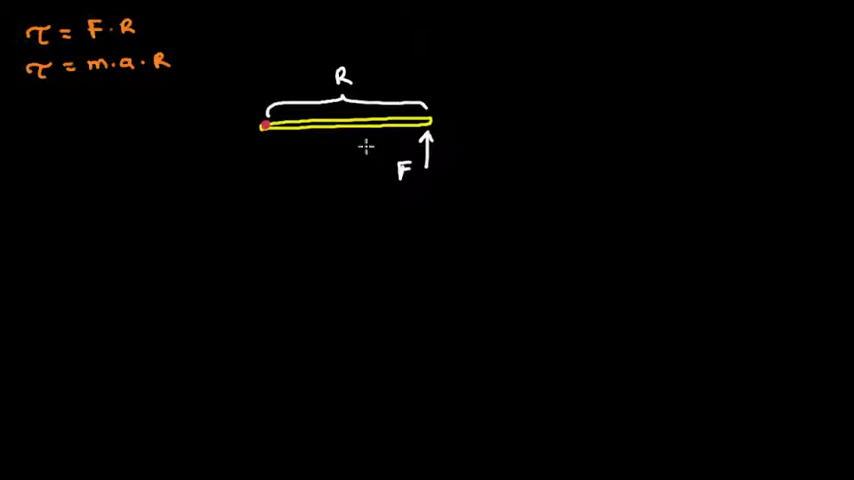 τ = F·R
τ = m·a·R
R
F